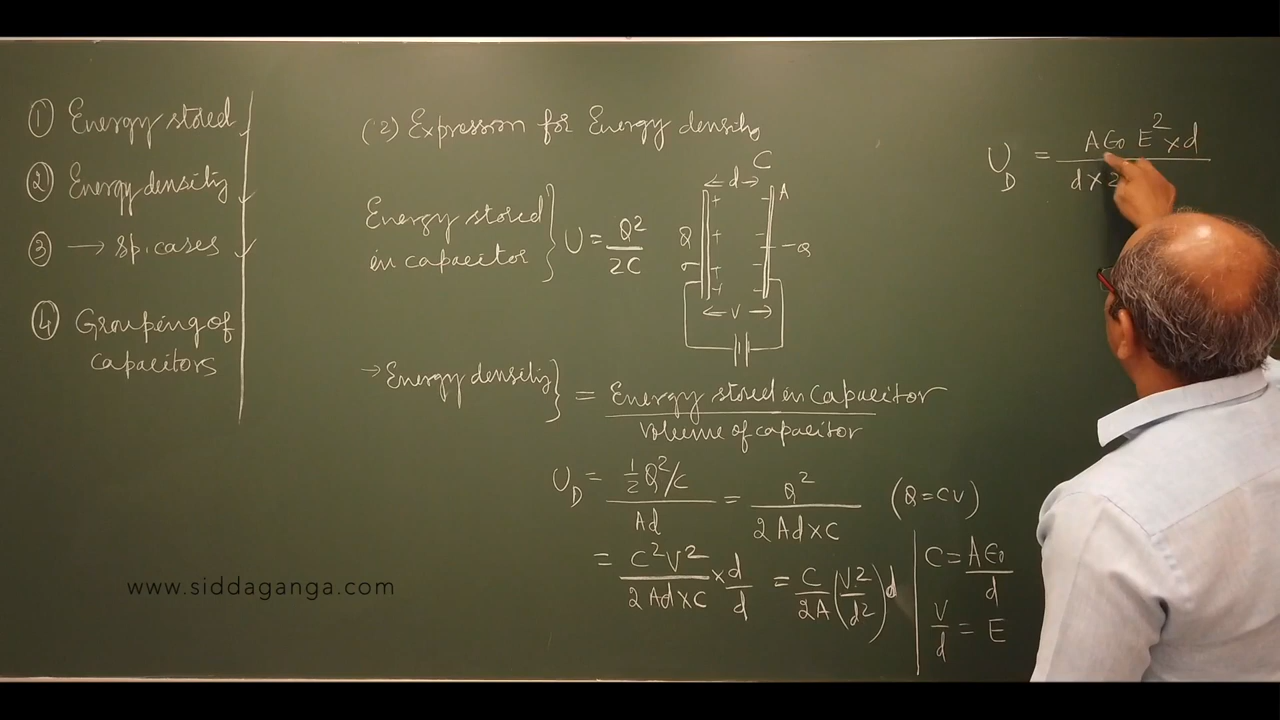 ① Energy stored
② Energy density
③ → sp. cases
④ Grouping of
capacitors
(2) Expression for Energy density
Energy stored
in capacitor } U = Q²/2C
C
← d →
A
+ −
Q + − −Q
σ + −
+ −
← V →
→ Energy density } = Energy stored in capacitor / Volume of capacitor
U_D = ½Q²/C / Ad = Q² / 2Ad×C (Q = CV)
= C²V² / 2Ad×C × d/d = C/2A (V²/d²) d
C = Aϵ₀/d
V/d = E
U_D = Aϵ₀ E² × d / d×2
www.siddaganga.com